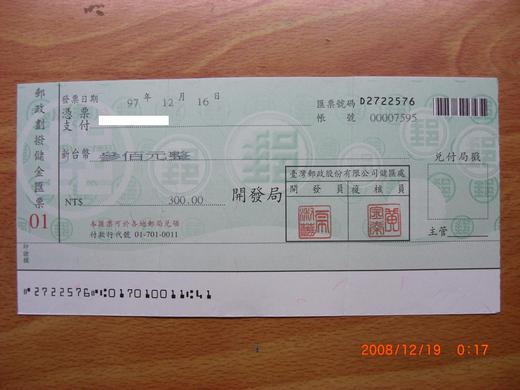 郵政劃撥儲金匯票
01
發票日期 97 年 12 月 16 日
匯票號碼 D2722576
憑票
支付
帳 號 00007595
新台幣 參佰元整
兌付局戳
NT$ 300.00
開發局
臺灣郵政股份有限公司儲匯處
開發員 複核員
主管
本匯票可於各地郵局兌領
付款行代號 01-701-0011
2722576 017010011 41
2008/12/19 0:17